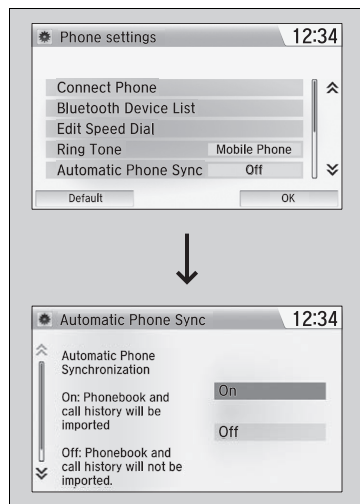 Phone settings 12:34
Connect Phone
Bluetooth Device List
Edit Speed Dial
Ring Tone Mobile Phone
Automatic Phone Sync Off
Default OK
Automatic Phone Sync 12:34
Automatic Phone
Synchronization
On: Phonebook and
call history will be
imported
Off: Phonebook and
call history will not be
imported.
On
Off